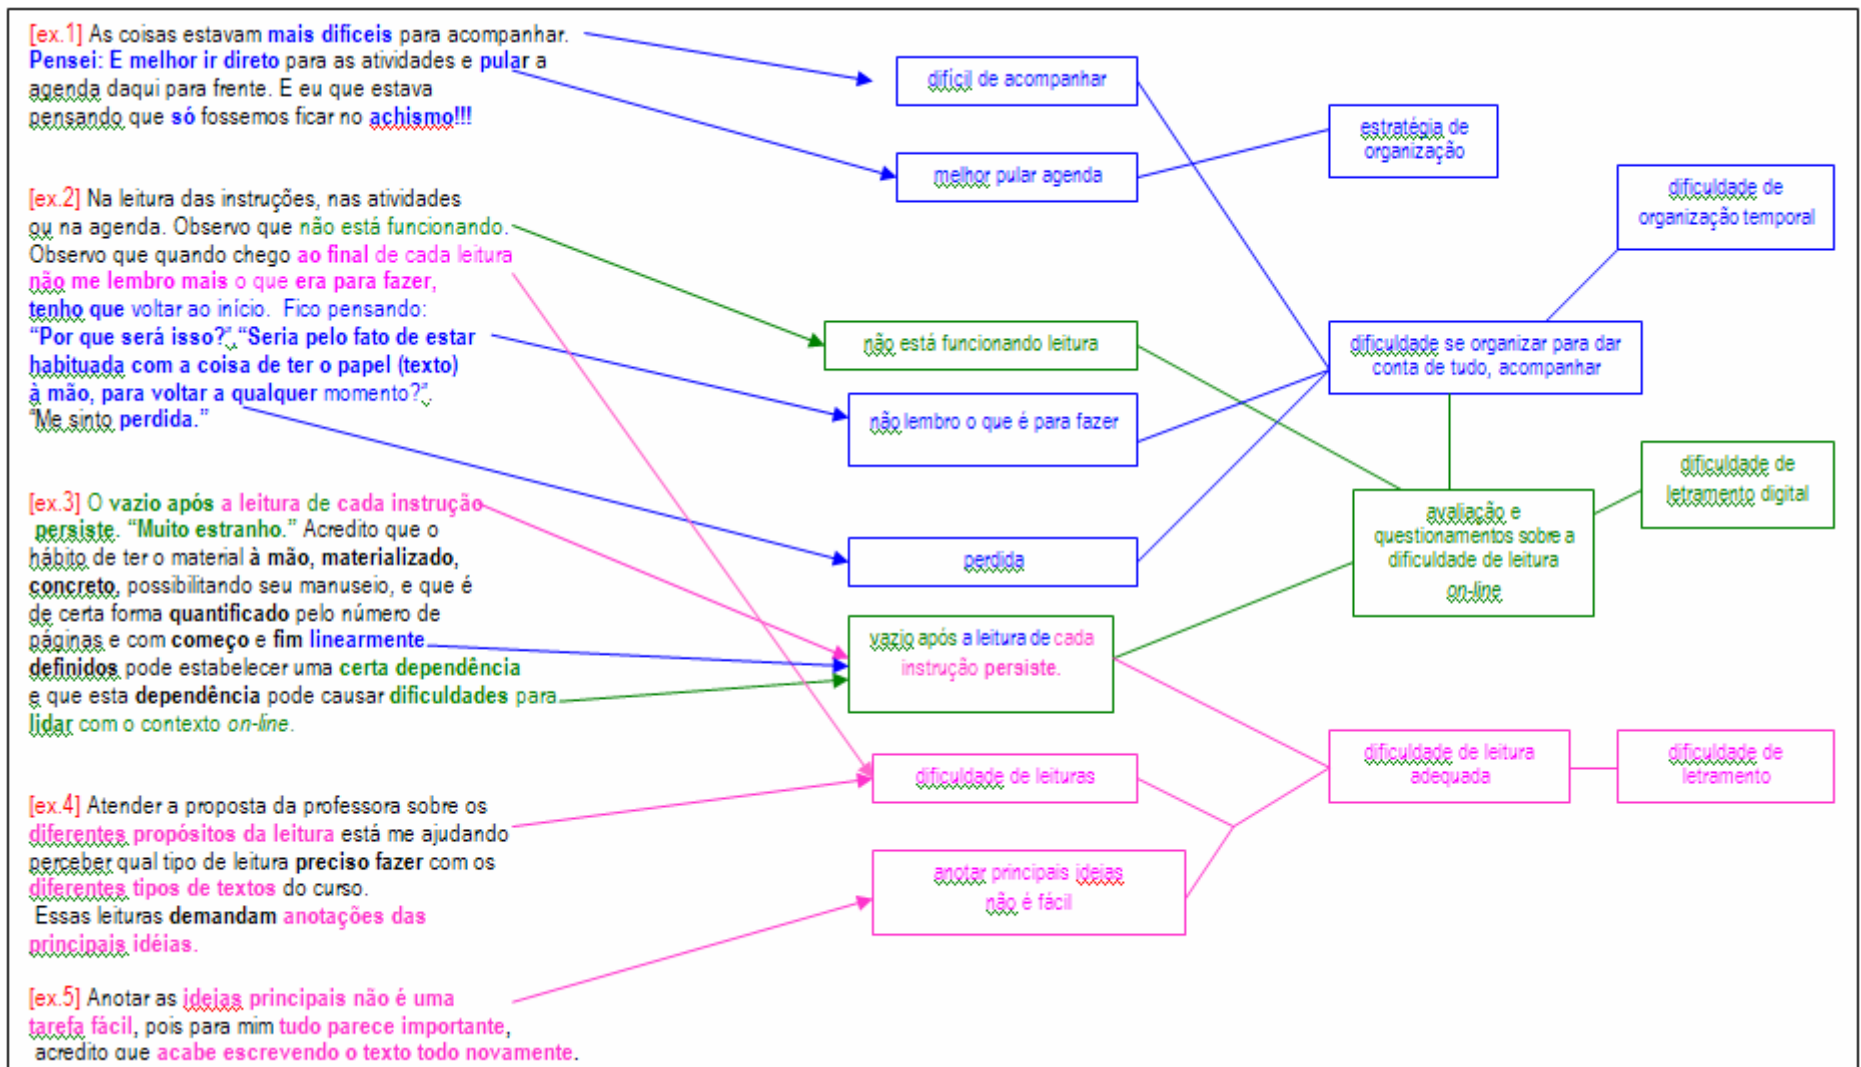 [ex.1] As coisas estavam mais dificeis para acompanhar.
Pensei: E melhor ir direto para as atividades e pular a
agenda daqui para frente. E eu que estava
pensando que só fossemos ficar no achismo!!!
[ex.2] Na leitura das instruções, nas atividades
ou na agenda. Observo que não está funcionando.
Observo que quando chego ao final de cada leitura
não me lembro mais o que era para fazer,
tenho que voltar ao início.  Fico pensando:
“Por que será isso?”, “Seria pelo fato de estar
habituada com a coisa de ter o papel (texto)
à mão, para voltar a qualquer momento?”.
“Me sinto perdida.”
[ex.3] O vazio após a leitura de cada instrução
persiste. “Muito estranho.” Acredito que o
hábito de ter o material à mão, materializado,
concreto, possibilitando seu manuseio, e que é
de certa forma quantificado pelo número de
páginas e com começo e fim linearmente
definidos pode estabelecer uma certa dependência
e que esta dependência pode causar dificuldades para
lidar com o contexto on-line.
[ex.4] Atender a proposta da professora sobre os
diferentes propósitos da leitura está me ajudando
perceber qual tipo de leitura preciso fazer com os
diferentes tipos de textos do curso.
Essas leituras demandam anotações das
principais idéias.
[ex.5] Anotar as ideias principais não é uma
tarefa fácil, pois para mim tudo parece importante,
acredito que acabe escrevendo o texto todo novamente.
difícil de acompanhar
melhor pular agenda
não está funcionando leitura
não lembro o que é para fazer
perdida
vazio após a leitura de cada
instrução persiste.
dificuldade de leituras
anotar principais ideias
não é fácil
estratégia de
organização
dificuldade se organizar para dar
conta de tudo, acompanhar
avaliação e
questionamentos sobre a
dificuldade de leitura
on-line
dificuldade de leitura
adequada
dificuldade de
organização temporal
dificuldade de
letramento digital
dificuldade de
letramento